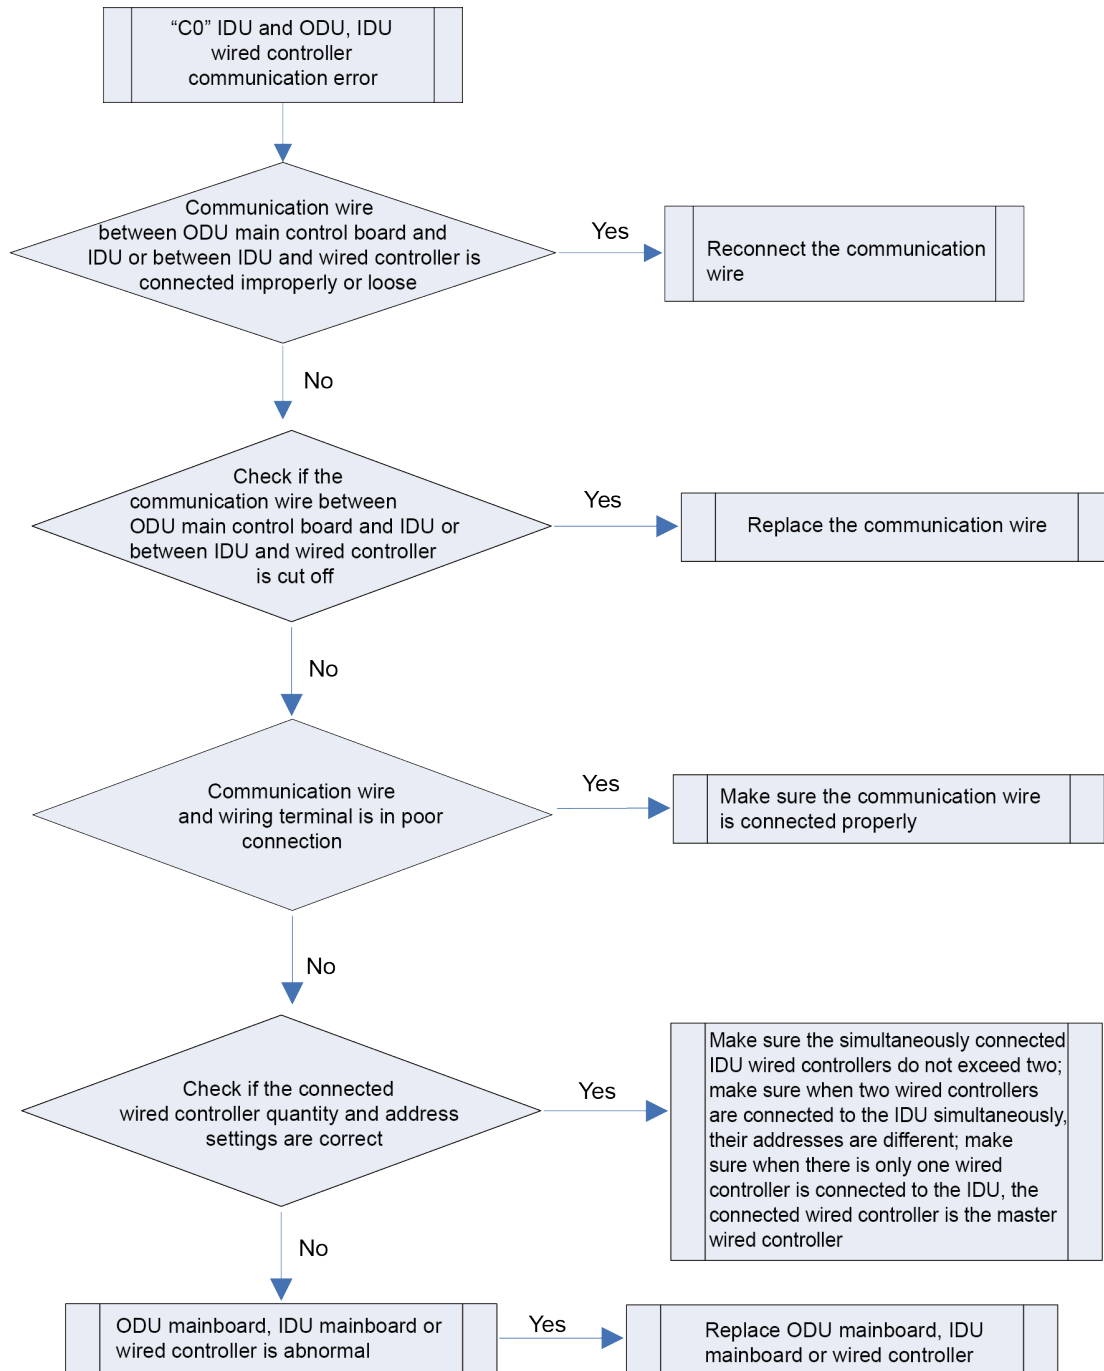 “C0” IDU and ODU, IDU
wired controller
communication error
Communication wire
between ODU main control board and
IDU or between IDU and wired controller is
connected improperly or loose
Yes
Reconnect the communication
wire
No
Check if the
communication wire between
ODU main control board and IDU or
between IDU and wired controller
is cut off
Yes
Replace the communication wire
No
Communication wire
and wiring terminal is in poor
connection
Yes
Make sure the communication wire
is connected properly
No
Check if the connected
wired controller quantity and address
settings are correct
Yes
Make sure the simultaneously connected
IDU wired controllers do not exceed two;
make sure when two wired controllers
are connected to the IDU simultaneously,
their addresses are different; make
sure when there is only one wired
controller is connected to the IDU, the
connected wired controller is the master
wired controller
No
ODU mainboard, IDU mainboard or
wired controller is abnormal
Yes
Replace ODU mainboard, IDU
mainboard or wired controller